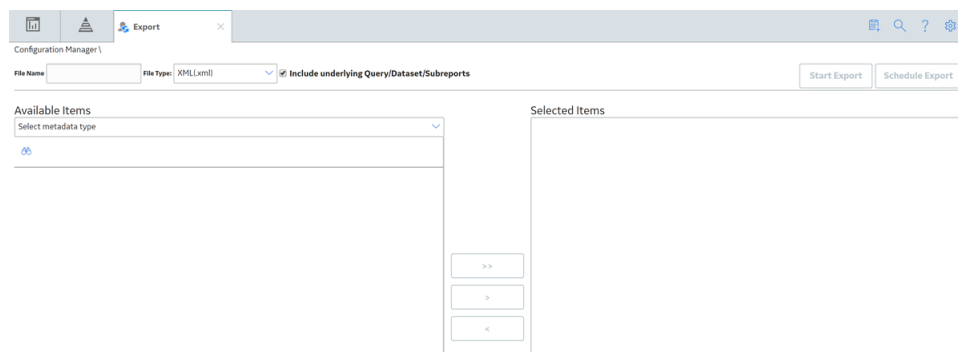 Export
Configuration Manager \
File Name File Type: XML(.xml) Include underlying Query/Dataset/Subreports Start Export Schedule Export
Available Items Selected Items
Select metadata type
>>
>
<